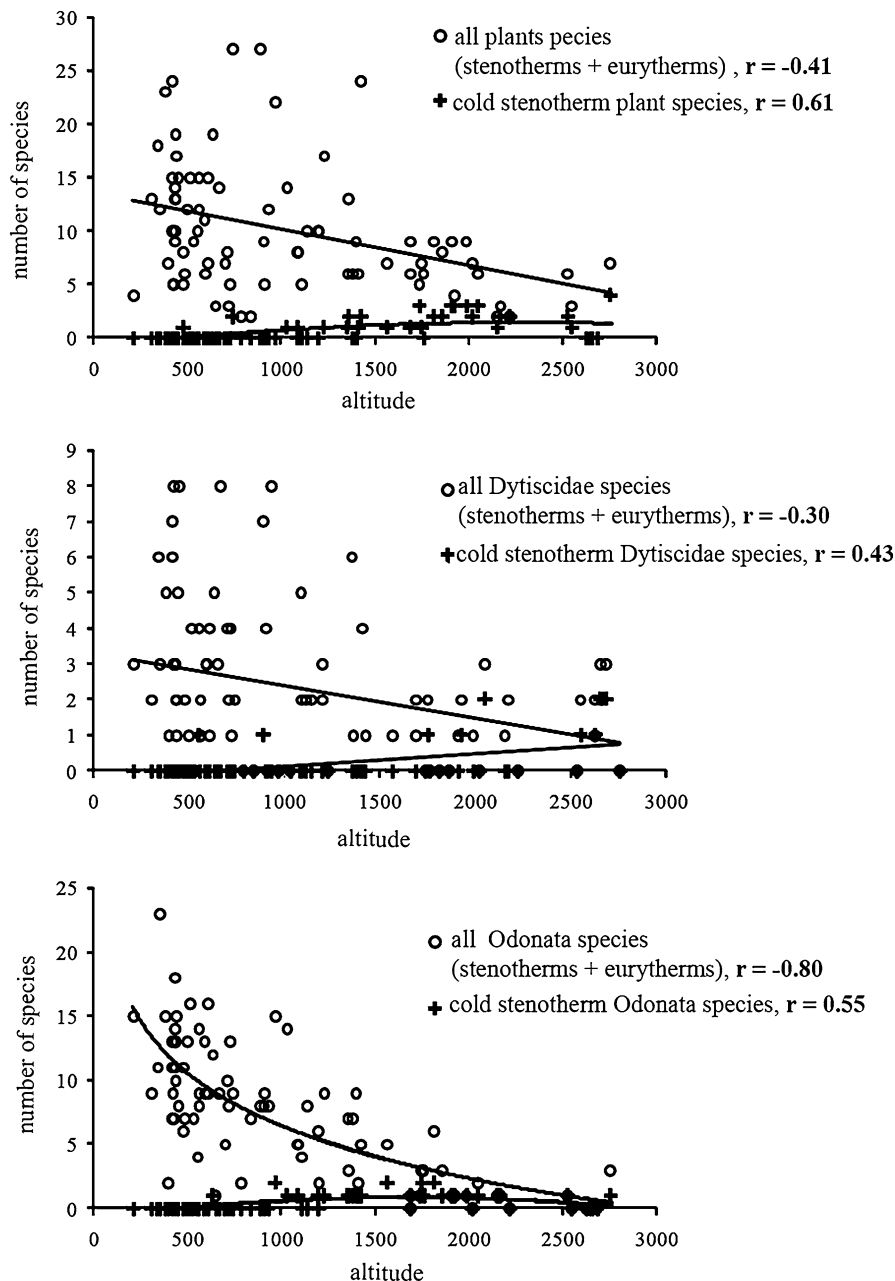 30
25
20
15
10
5
0
number of species
0 500 1000 1500 2000 2500 3000
altitude
all plants pecies
(stenotherms + eurytherms) , r = -0.41
cold stenotherm plant species, r = 0.61
9
8
7
6
5
4
3
2
1
0
number of species
0 500 1000 1500 2000 2500 3000
altitude
all Dytiscidae species
(stenotherms + eurytherms), r = -0.30
cold stenotherm Dytiscidae species, r = 0.43
25
20
15
10
5
0
number of species
0 500 1000 1500 2000 2500 3000
altitude
all Odonata species
(stenotherms + eurytherms), r = -0.80
cold stenotherm Odonata species, r = 0.55